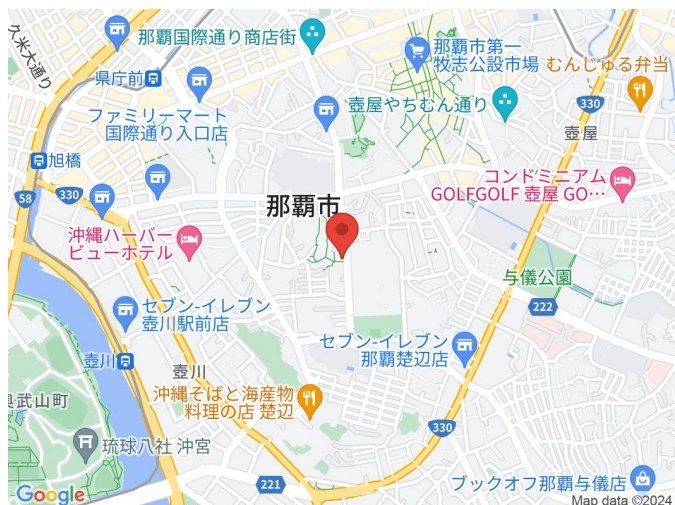 久米大通り
那覇国際通り商店街
那覇市第一
牧志公設市場
むんじゅる弁当
県庁前
ファミリーマート
国際通り入口店
壺屋やちむん通り
330
壺屋
旭橋
コンドミニアム
GOLFGOLF 壺屋 GO…
58
330
那覇市
沖縄ハーバー
ビューホテル
与儀公園
222
セブン-イレブン
壺川駅前店
セブン-イレブン
那覇楚辺店
壺川
壺川
沖縄そばと海産物
料理の店 楚辺
奥武山町
330
琉球八社 沖宮
221
ブックオフ那覇与儀店
Google
Map data ©2024